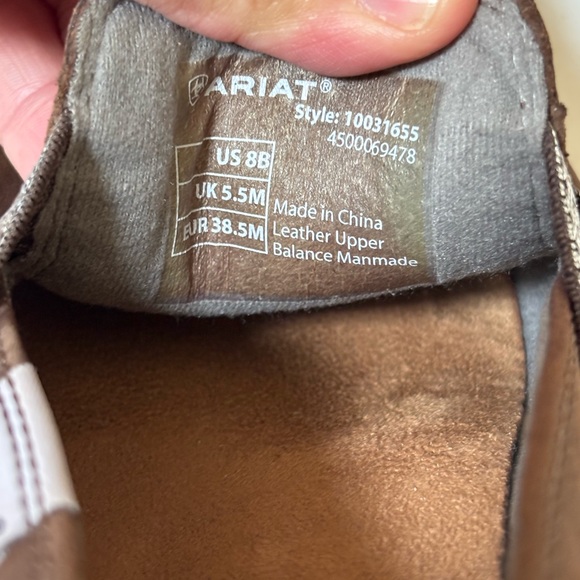 ARIAT®
Style: 10031655
4500069478
US 8B
UK 5.5M
EUR 38.5M
Made in China
Leather Upper
Balance Manmade